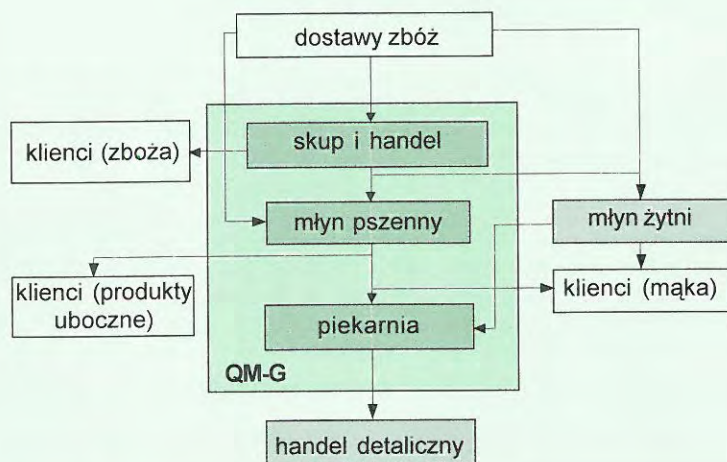 dostawy zbóż
skup i handel
klienci (zboża)
młyn pszenny
młyn żytni
klienci (produkty
uboczne)
klienci (mąka)
piekarnia
QM-G
handel detaliczny